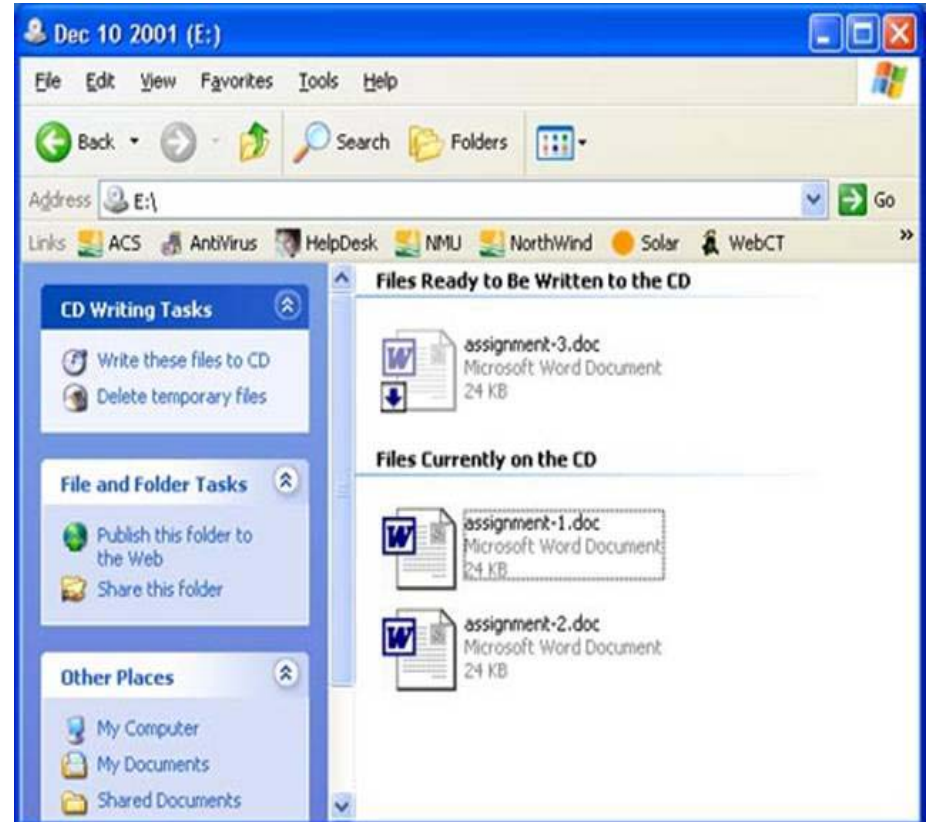 Dec 10 2001 (E:)
File Edit View Favorites Tools Help
Back Search Folders
Address E:\ Go
Links ACS AntiVirus HelpDesk NMU NorthWind Solar WebCT »
CD Writing Tasks
Write these files to CD
Delete temporary files
File and Folder Tasks
Publish this folder to
the Web
Share this folder
Other Places
My Computer
My Documents
Shared Documents
Files Ready to Be Written to the CD
W
assignment-3.doc
Microsoft Word Document
24 KB
Files Currently on the CD
W
assignment-1.doc
Microsoft Word Document
24 KB
W
assignment-2.doc
Microsoft Word Document
24 KB